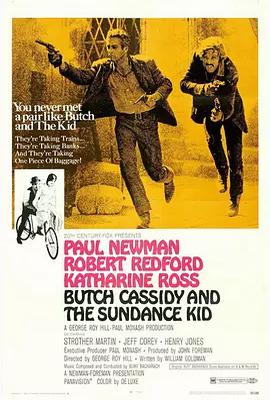 You never met
a pair like Butch
and The Kid
They're Taking Trains...
They're Taking Banks...
And They're Taking
One Piece Of Baggage!
20TH CENTURY-FOX PRESENTS
PAUL NEWMAN
ROBERT REDFORD
KATHARINE ROSS
BUTCH CASSIDY AND
THE SUNDANCE KID
A GEORGE ROY HILL-PAUL MONASH PRODUCTION
STROTHER MARTIN • JEFF COREY • HENRY JONES
Executive Producer PAUL MONASH • Produced by JOHN FOREMAN
Directed by GEORGE ROY HILL • Written by WILLIAM GOLDMAN
Music Composed and Conducted by BURT BACHARACH
A NEWMAN-FOREMAN PRESENTATION
PANAVISION® COLOR by DELUXE